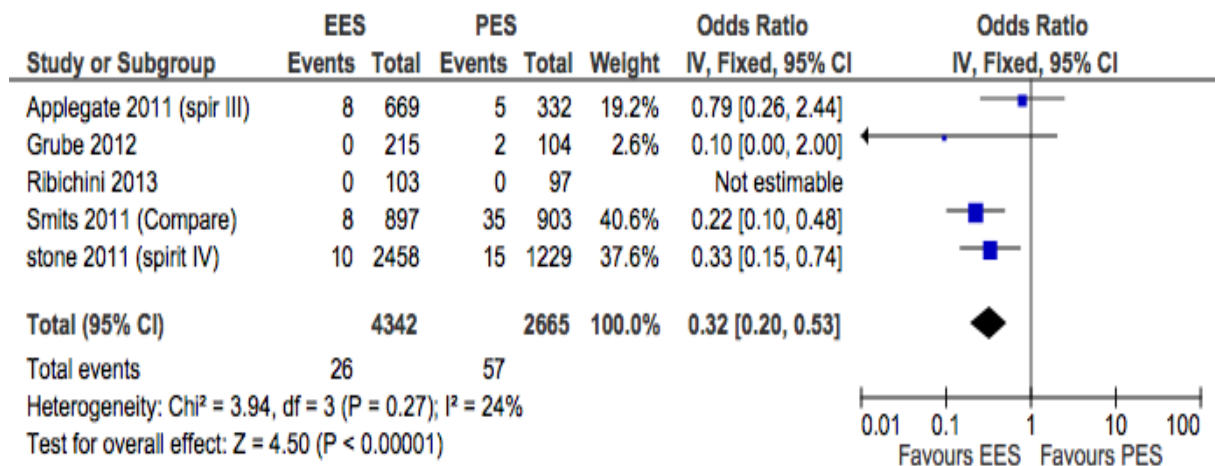 EES PES Odds Ratio Odds Ratio
Study or Subgroup Events Total Events Total Weight IV, Fixed, 95% CI IV, Fixed, 95% CI
Applegate 2011 (spir III) 8 669 5 332 19.2% 0.79 [0.26, 2.44]
Grube 2012 0 215 2 104 2.6% 0.10 [0.00, 2.00]
Ribichini 2013 0 103 0 97 Not estimable
Smits 2011 (Compare) 8 897 35 903 40.6% 0.22 [0.10, 0.48]
stone 2011 (spirit IV) 10 2458 15 1229 37.6% 0.33 [0.15, 0.74]
Total (95% CI) 4342 2665 100.0% 0.32 [0.20, 0.53]
Total events 26 57
Heterogeneity: Chi² = 3.94, df = 3 (P = 0.27); I² = 24%
Test for overall effect: Z = 4.50 (P < 0.00001)
0.01 0.1 1 10 100
Favours EES Favours PES